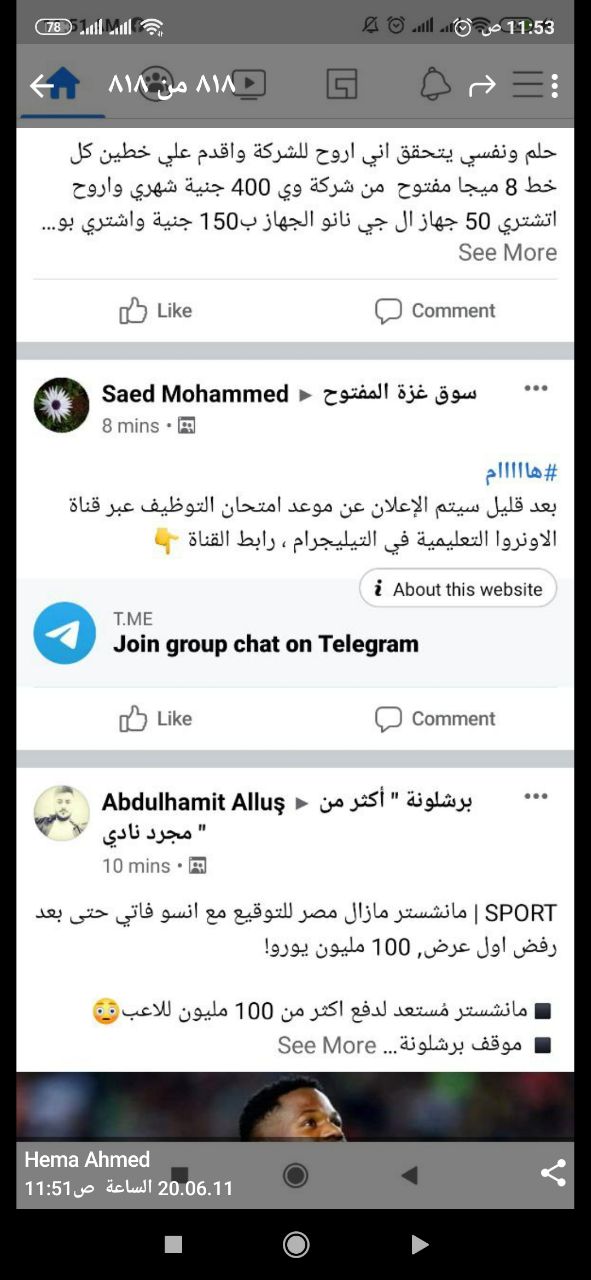 78
11:53 ص
٨١٨ من ٨١٨
حلم ونفسي يتحقق اني اروح للشركة واقدم علي خطين كل
خط 8 ميجا مفتوح من شركة وي 400 جنية شهري واروح
اتشتري 50 جهاز ال جي نانو الجهاز ب150 جنية واشتري بو...
See More
Like
Comment
Saed Mohammed ▸ سوق غزة المفتوح
8 mins •
#هاااااام
بعد قليل سيتم الإعلان عن موعد امتحان التوظيف عبر قناة
الاونروا التعليمية في التيليجرام ، رابط القناة 👇
About this website
T.ME
Join group chat on Telegram
Like
Comment
Abdulhamit Alluş ▸ برشلونة " أكثر من
مجرد نادي "
10 mins •
SPORT | مانشستر مازال مصر للتوقيع مع انسو فاتي حتى بعد
رفض اول عرض, 100 مليون يورو!
◼ مانشستر مُستعد لدفع اكثر من 100 مليون للاعب😳
◼ موقف برشلونة... See More
Hema Ahmed
20.06.11 الساعة 11:51ص